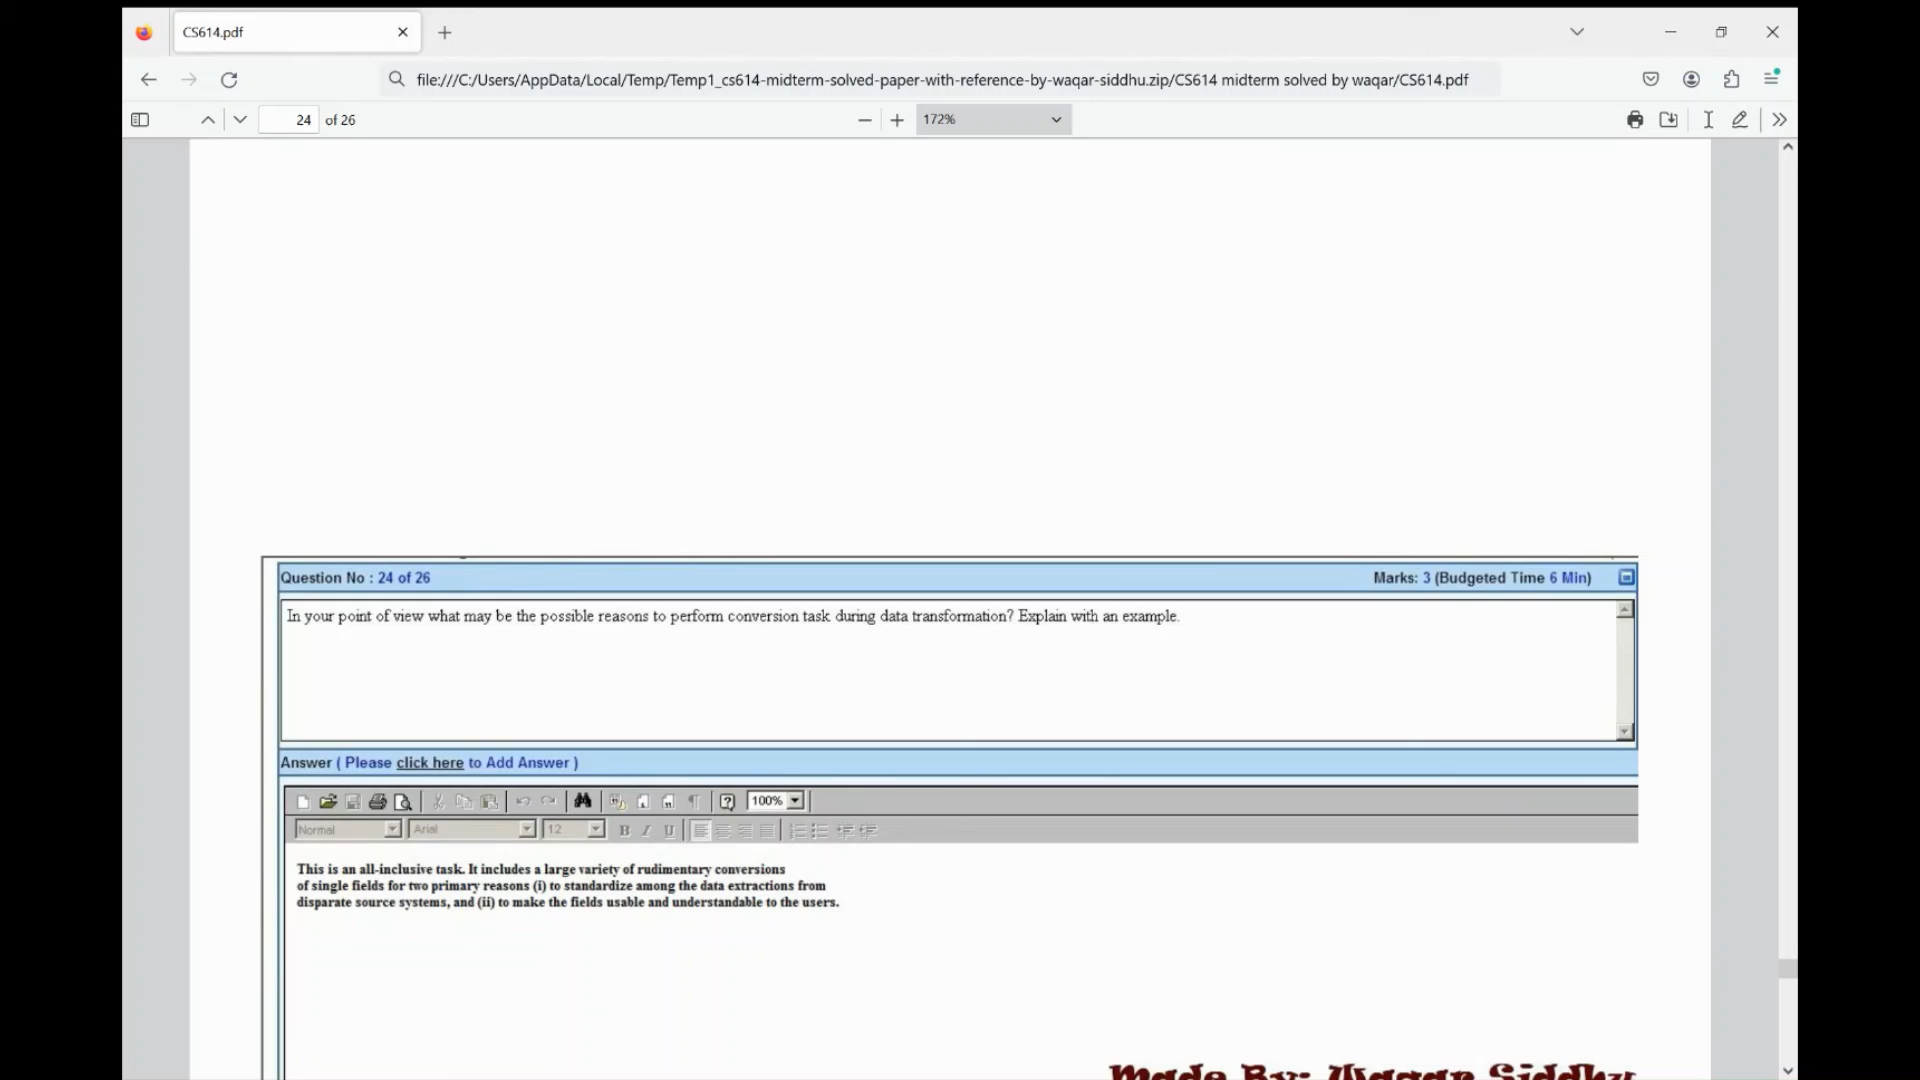 CS614.pdf
file:///C:/Users/AppData/Local/Temp/Temp1_cs614-midterm-solved-paper-with-reference-by-waqar-siddhu.zip/CS614 midterm solved by waqar/CS614.pdf
24 of 26
172%
Question No : 24 of 26
Marks: 3 (Budgeted Time 6 Min)
In your point of view what may be the possible reasons to perform conversion task during data transformation? Explain with an example.
Answer ( Please click here to Add Answer )
100%
Normal
Arial
12
B I U
This is an all-inclusive task. It includes a large variety of rudimentary conversions
of single fields for two primary reasons (i) to standardize among the data extractions from
disparate source systems, and (ii) to make the fields usable and understandable to the users.
Made By: Waqar Siddhu